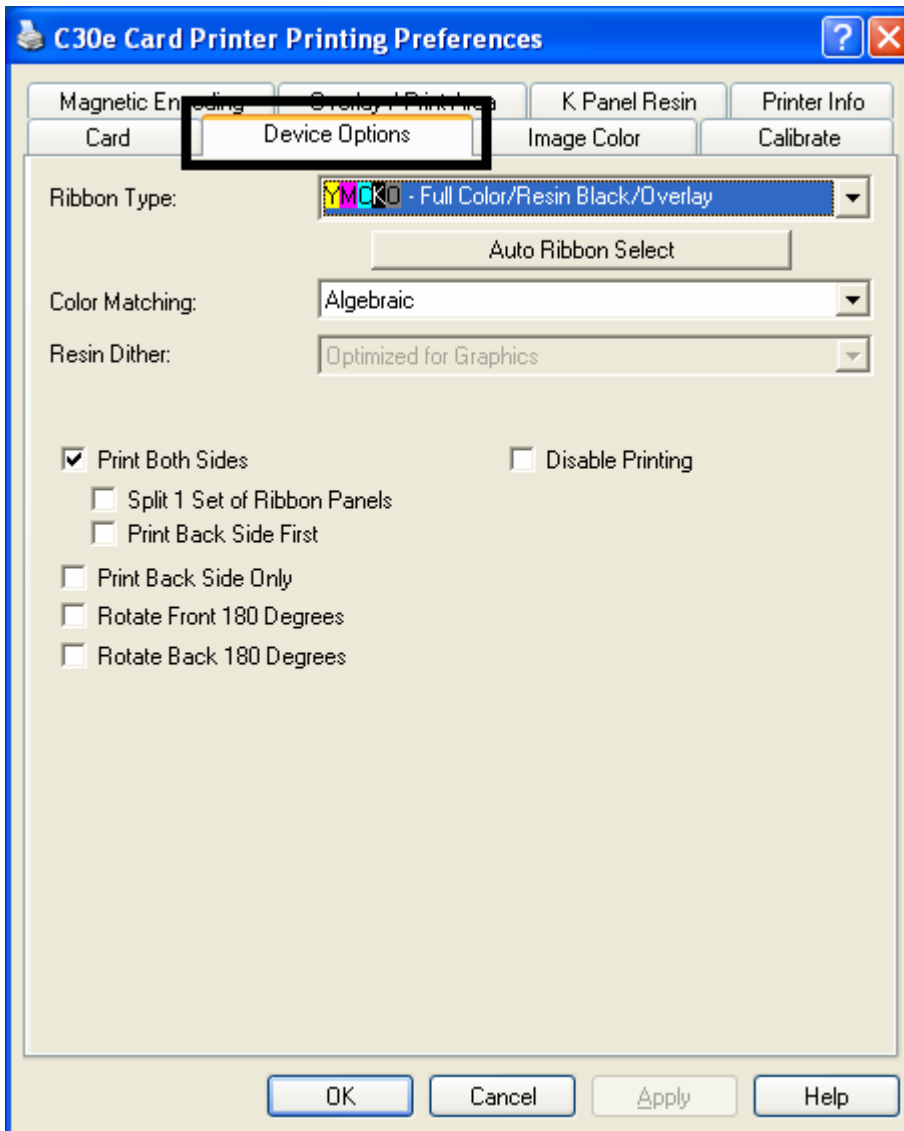 C30e Card Printer Printing Preferences
Magnetic Encoding Overlay / Print Area K Panel Resin Printer Info
Card Device Options Image Color Calibrate
Ribbon Type: YMCKO - Full Color/Resin Black/Overlay
Auto Ribbon Select
Color Matching: Algebraic
Resin Dither: Optimized for Graphics
Print Both Sides Disable Printing
Split 1 Set of Ribbon Panels
Print Back Side First
Print Back Side Only
Rotate Front 180 Degrees
Rotate Back 180 Degrees
OK Cancel Apply Help